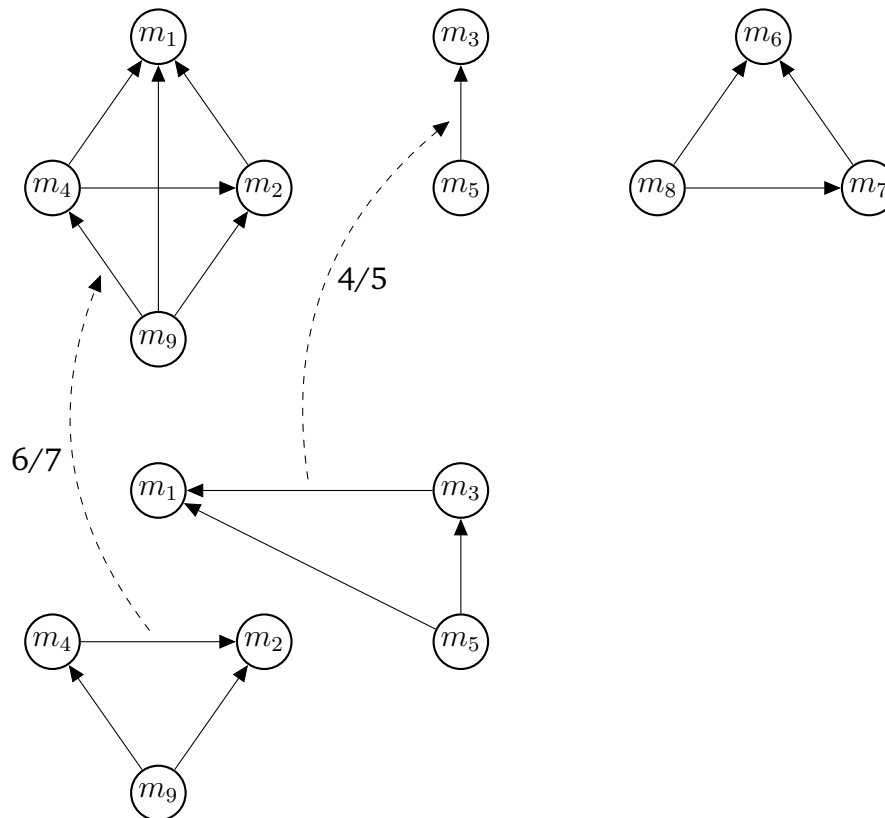 m₁ m₃ m₆
m₄ m₂ m₅ m₈ m₇
4/5
m₉
6/7
m₁ m₃
m₄ m₂ m₅
m₉